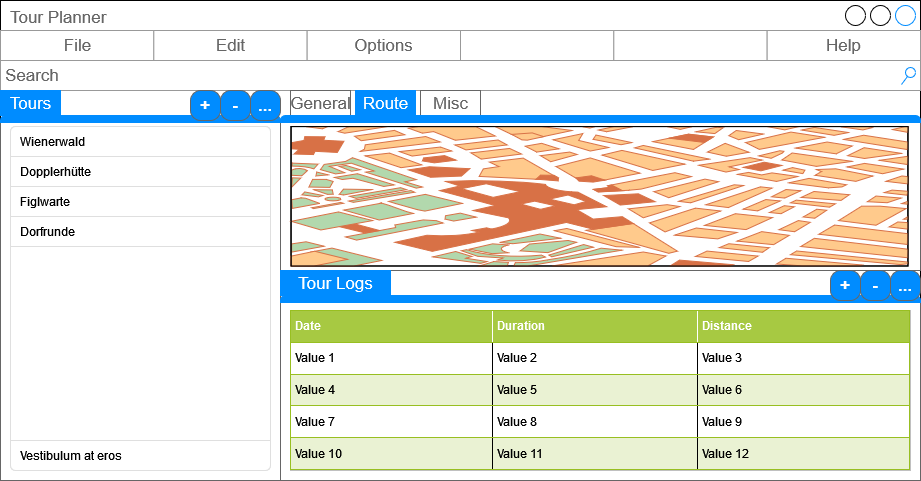 Tour Planner
File Edit Options Help
Search
Tours + - ...
General Route Misc
Wienerwald
Dopplerhütte
Figlwarte
Dorfrunde
Vestibulum at eros
Tour Logs + - ...
Date Duration Distance
Value 1 Value 2 Value 3
Value 4 Value 5 Value 6
Value 7 Value 8 Value 9
Value 10 Value 11 Value 12